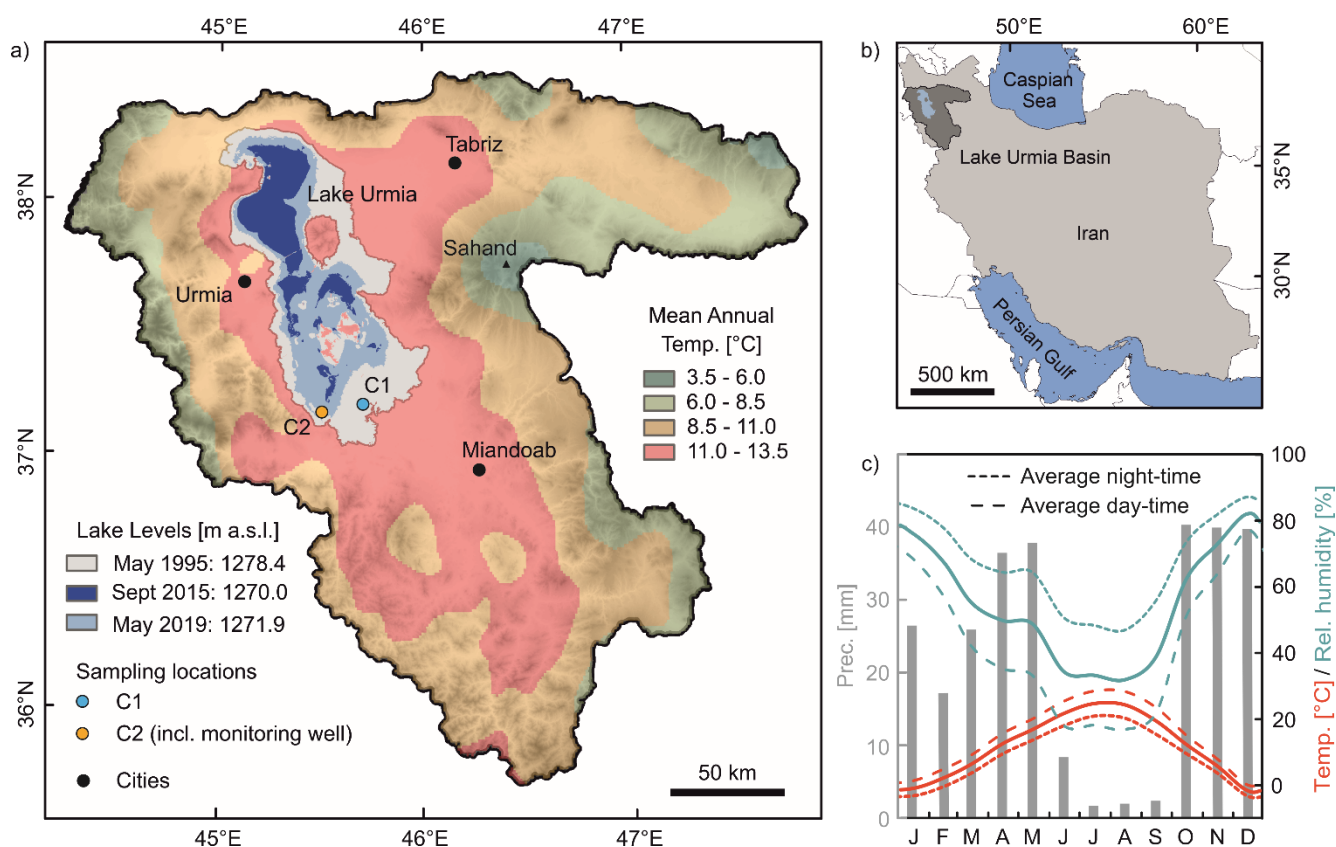 a)
45°E
46°E
47°E
38°N
37°N
36°N
Tabriz
Lake Urmia
Sahand
Urmia
C1
C2
Miandoab
Mean Annual
Temp. [°C]
3.5 - 6.0
6.0 - 8.5
8.5 - 11.0
11.0 - 13.5
Lake Levels [m a.s.l.]
May 1995: 1278.4
Sept 2015: 1270.0
May 2019: 1271.9
Sampling locations
C1
C2 (incl. monitoring well)
Cities
50 km
45°E
46°E
47°E
b)
50°E
60°E
Caspian
Sea
Lake Urmia Basin
Iran
Persian Gulf
500 km
35°N
30°N
c)
Average night-time
Average day-time
Prec. [mm]
40
30
20
10
0
100
80
60
40
20
0
Temp. [°C] / Rel. humidity [%]
J F M A M J J A S O N D